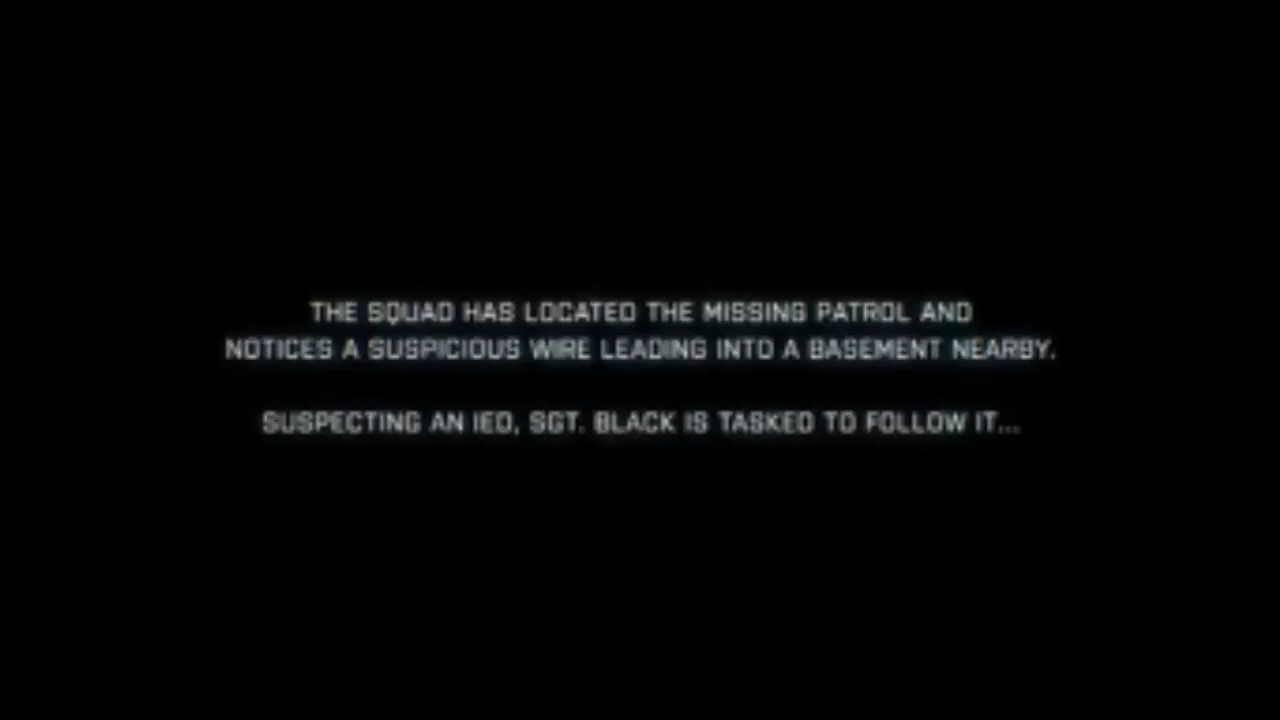 THE SQUAD HAS LOCATED THE MISSING PATROL AND
NOTICES A SUSPICIOUS WIRE LEADING INTO A BASEMENT NEARBY.
SUSPECTING AN IED, SGT. BLACK IS TASKED TO FOLLOW IT...